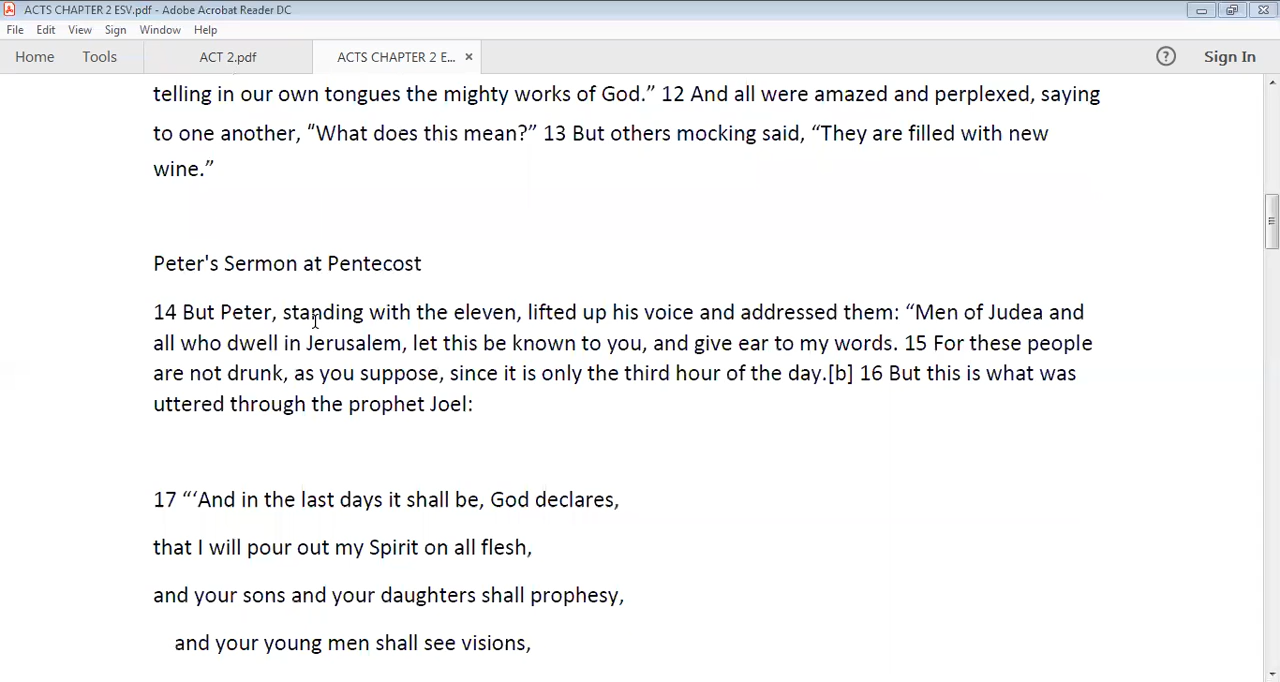 ACTS CHAPTER 2 ESV.pdf - Adobe Acrobat Reader DC
File Edit View Sign Window Help
Home Tools ACT 2.pdf ACTS CHAPTER 2 E... × ? Sign In
telling in our own tongues the mighty works of God.” 12 And all were amazed and perplexed, saying
to one another, “What does this mean?” 13 But others mocking said, “They are filled with new
wine.”
Peter's Sermon at Pentecost
14 But Peter, standing with the eleven, lifted up his voice and addressed them: “Men of Judea and
all who dwell in Jerusalem, let this be known to you, and give ear to my words. 15 For these people
are not drunk, as you suppose, since it is only the third hour of the day.[b] 16 But this is what was
uttered through the prophet Joel:
17 “‘And in the last days it shall be, God declares,
that I will pour out my Spirit on all flesh,
and your sons and your daughters shall prophesy,
and your young men shall see visions,